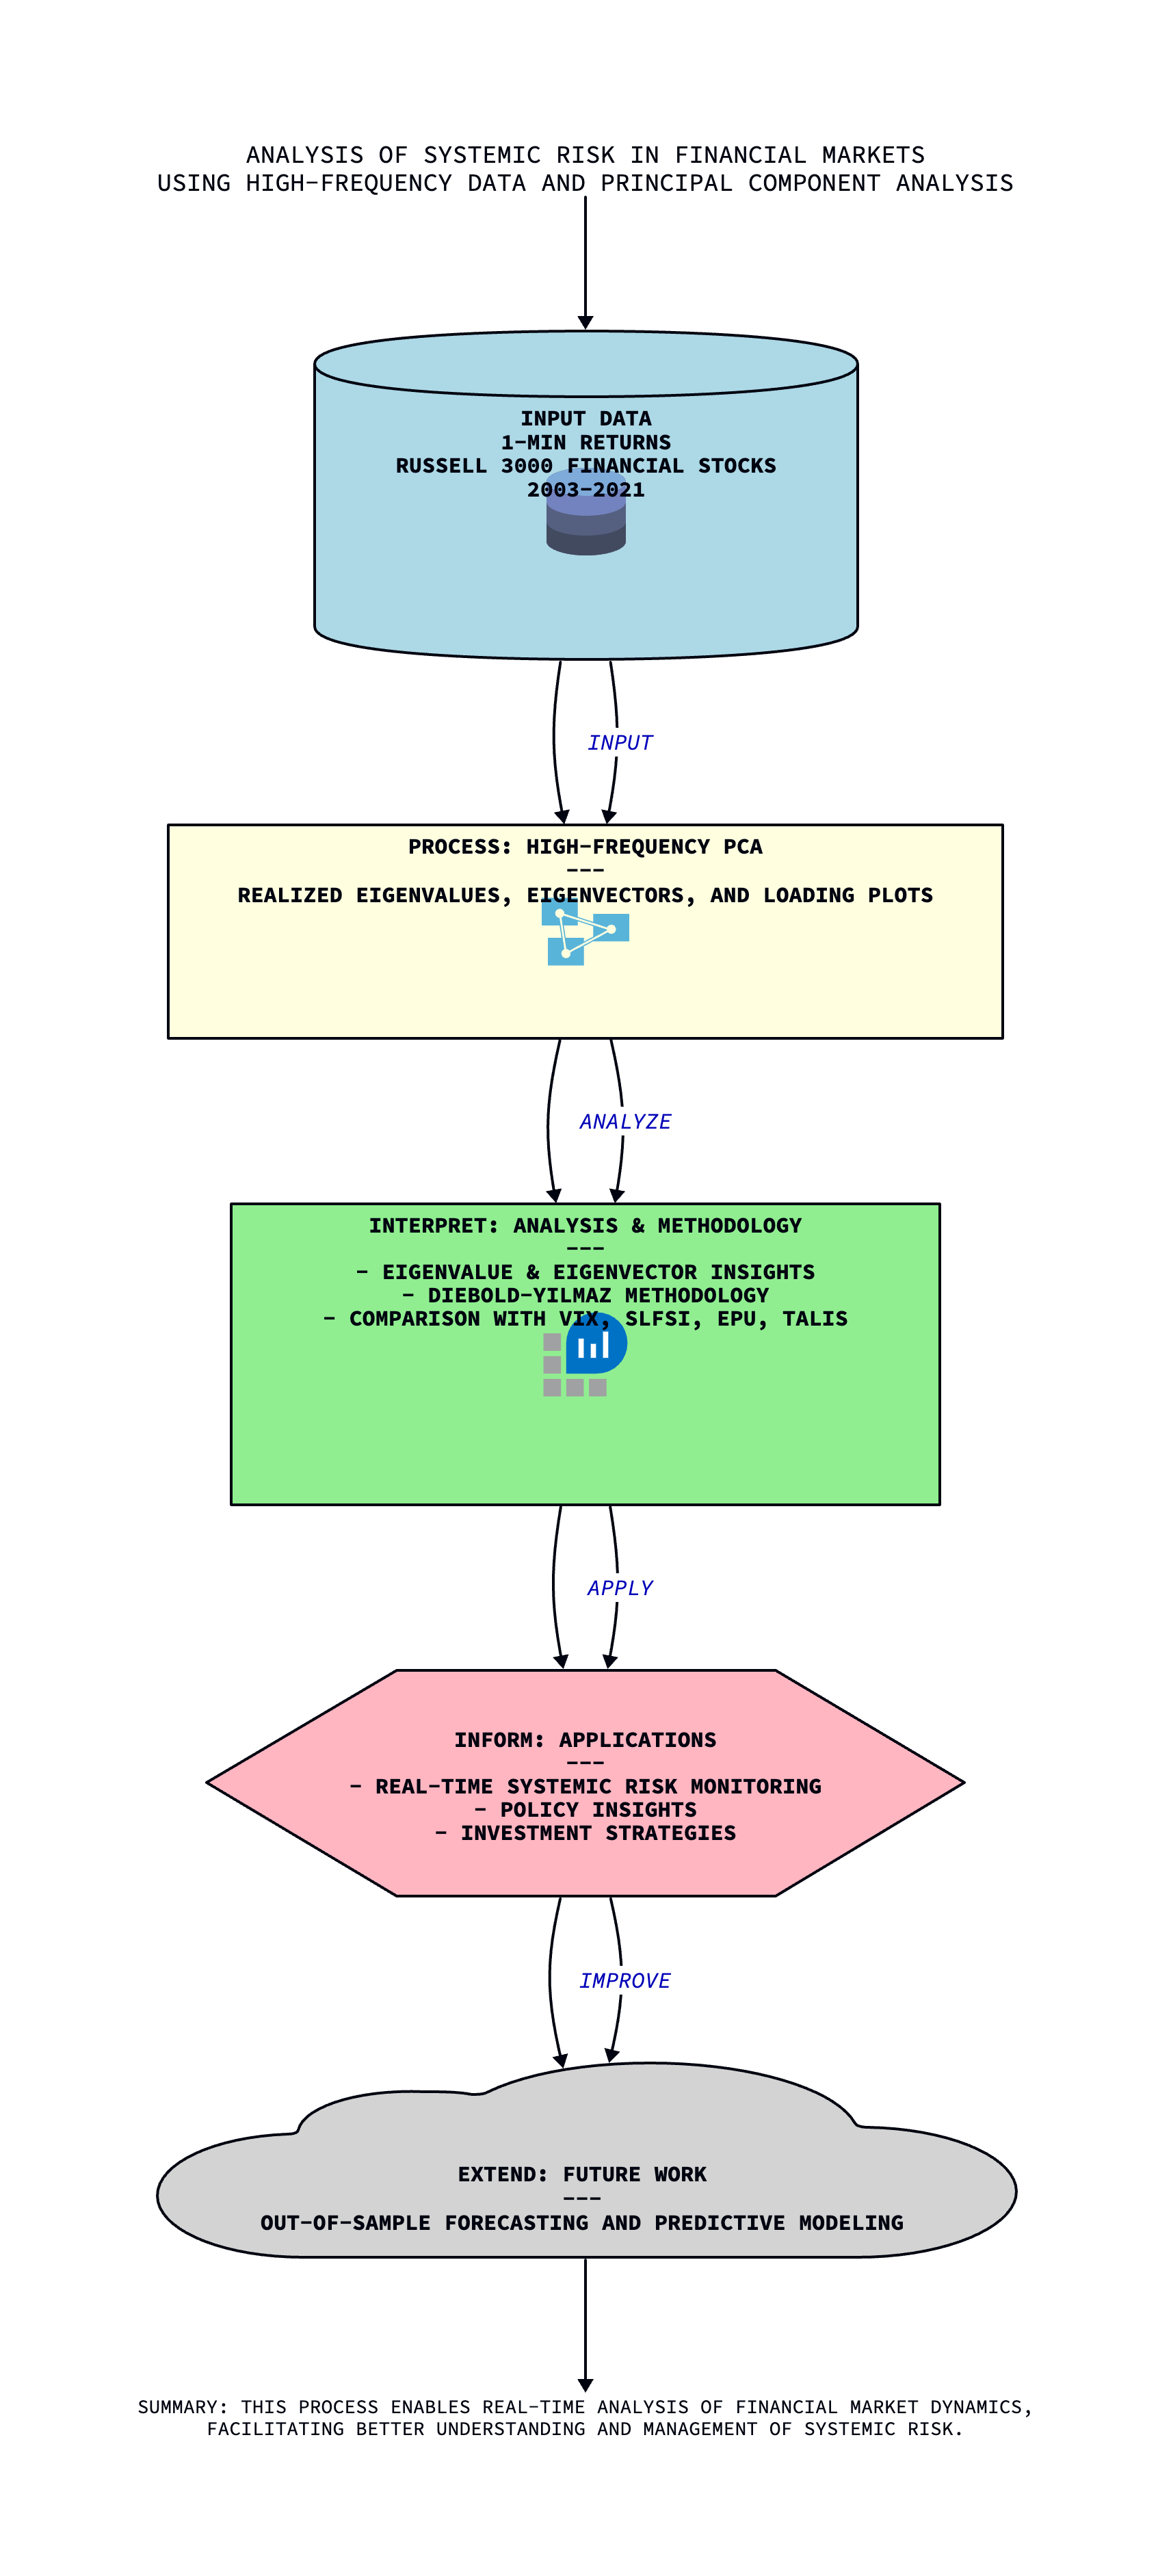 ANALYSIS OF SYSTEMIC RISK IN FINANCIAL MARKETS
USING HIGH-FREQUENCY DATA AND PRINCIPAL COMPONENT ANALYSIS
INPUT DATA
1-MIN RETURNS
RUSSELL 3000 FINANCIAL STOCKS
2003-2021
INPUT
PROCESS: HIGH-FREQUENCY PCA
---
REALIZED EIGENVALUES, EIGENVECTORS, AND LOADING PLOTS
ANALYZE
INTERPRET: ANALYSIS & METHODOLOGY
---
- EIGENVALUE & EIGENVECTOR INSIGHTS
- DIEBOLD-YILMAZ METHODOLOGY
- COMPARISON WITH VIX, SLFSI, EPU, TALIS
APPLY
INFORM: APPLICATIONS
---
- REAL-TIME SYSTEMIC RISK MONITORING
- POLICY INSIGHTS
- INVESTMENT STRATEGIES
IMPROVE
EXTEND: FUTURE WORK
---
OUT-OF-SAMPLE FORECASTING AND PREDICTIVE MODELING
SUMMARY: THIS PROCESS ENABLES REAL-TIME ANALYSIS OF FINANCIAL MARKET DYNAMICS,
FACILITATING BETTER UNDERSTANDING AND MANAGEMENT OF SYSTEMIC RISK.